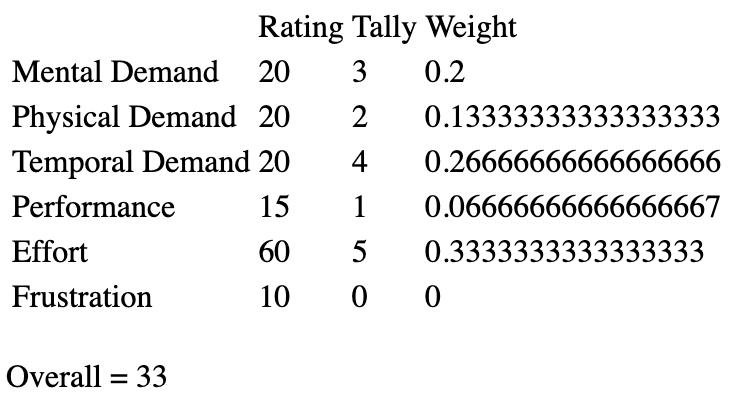 Rating Tally Weight
Mental Demand 20 3 0.2
Physical Demand 20 2 0.13333333333333333
Temporal Demand 20 4 0.26666666666666666
Performance 15 1 0.06666666666666667
Effort 60 5 0.3333333333333333
Frustration 10 0 0
Overall = 33